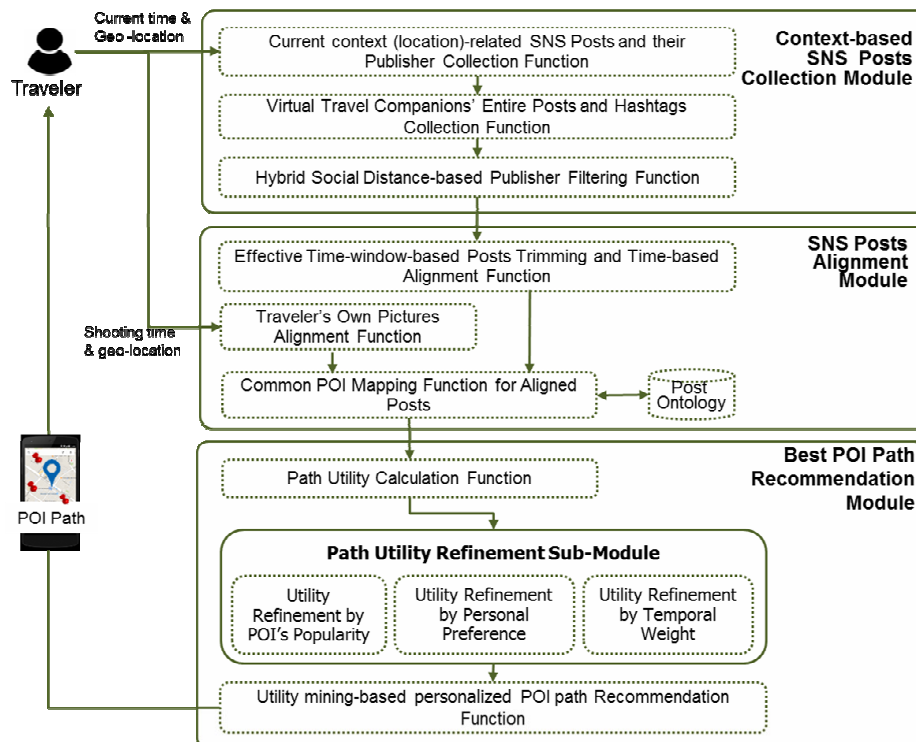 Current time &
Geo-location
Traveler
Current context (location)-related SNS Posts and their
Publisher Collection Function
Context-based
SNS Posts
Collection Module
Virtual Travel Companions' Entire Posts and Hashtags
Collection Function
Hybrid Social Distance-based Publisher Filtering Function
SNS Posts
Alignment
Module
Effective Time-window-based Posts Trimming and Time-based
Alignment Function
Traveler's Own Pictures
Alignment Function
Shooting time
& geo-location
Common POI Mapping Function for Aligned
Posts
Post
Ontology
Best POI Path
Recommendation
Module
Path Utility Calculation Function
POI Path
Path Utility Refinement Sub-Module
Utility
Refinement by
POI's Popularity
Utility Refinement
by Personal
Preference
Utility Refinement
by Temporal
Weight
Utility mining-based personalized POI path Recommendation
Function